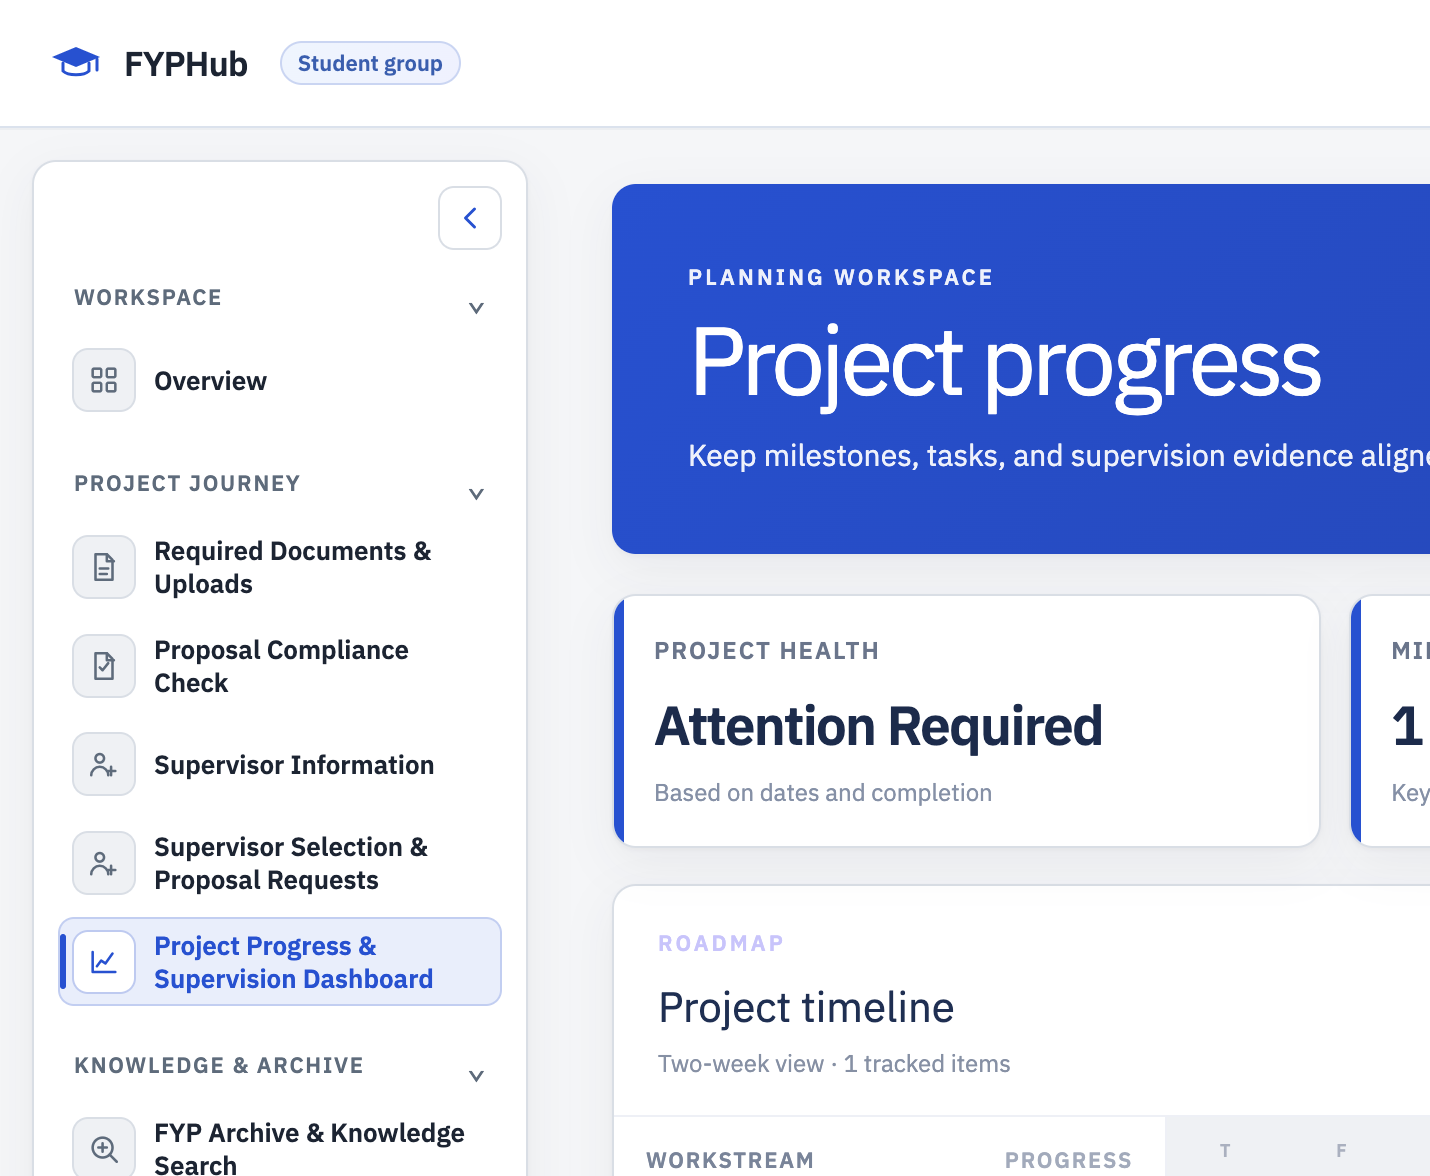 FYPHub
Student group
WORKSPACE
Overview
PROJECT JOURNEY
Required Documents &
Uploads
Proposal Compliance
Check
Supervisor Information
Supervisor Selection &
Proposal Requests
Project Progress &
Supervision Dashboard
KNOWLEDGE & ARCHIVE
FYP Archive & Knowledge
Search
PLANNING WORKSPACE
Project progress
Keep milestones, tasks, and supervision evidence
PROJECT HEALTH
Attention Required
Based on dates and completion
1
Key
ROADMAP
Project timeline
Two-week view · 1 tracked items
WORKSTREAM
PROGRESS
T
F